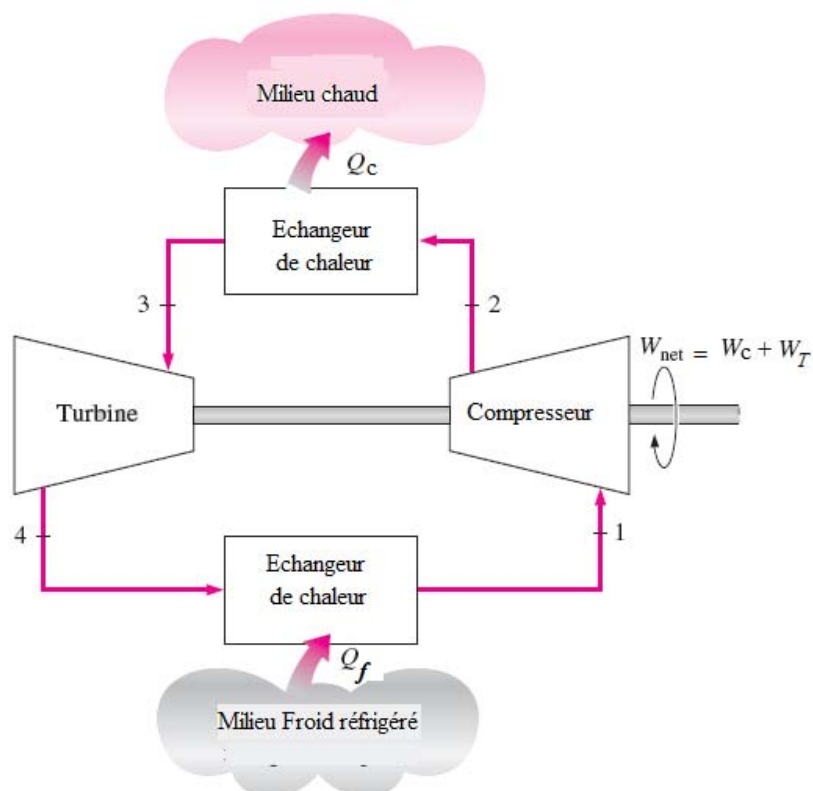 Milieu chaud
Qc
Echangeur
de chaleur
3
2
Wnet = Wc + WT
Turbine
Compresseur
4
1
Echangeur
de chaleur
Qf
Milieu Froid réfrigéré